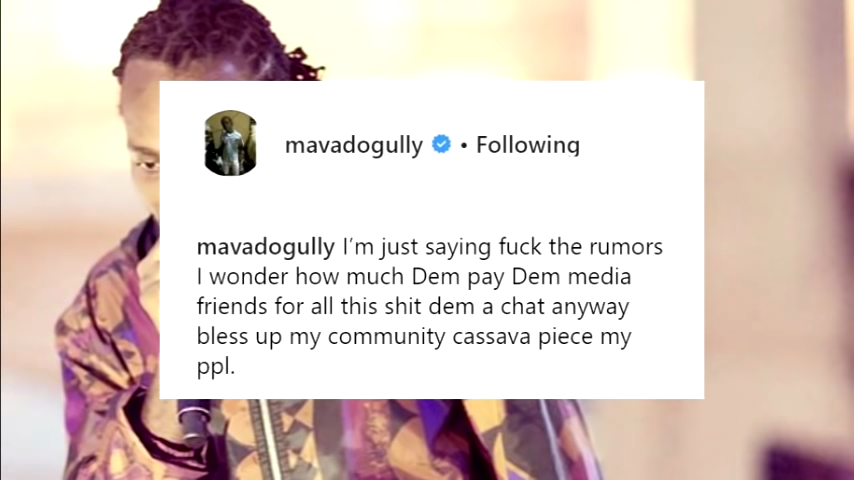 mavadogully • Following
mavadogully I'm just saying fuck the rumors
I wonder how much Dem pay Dem media
friends for all this shit dem a chat anyway
bless up my community cassava piece my
ppl.